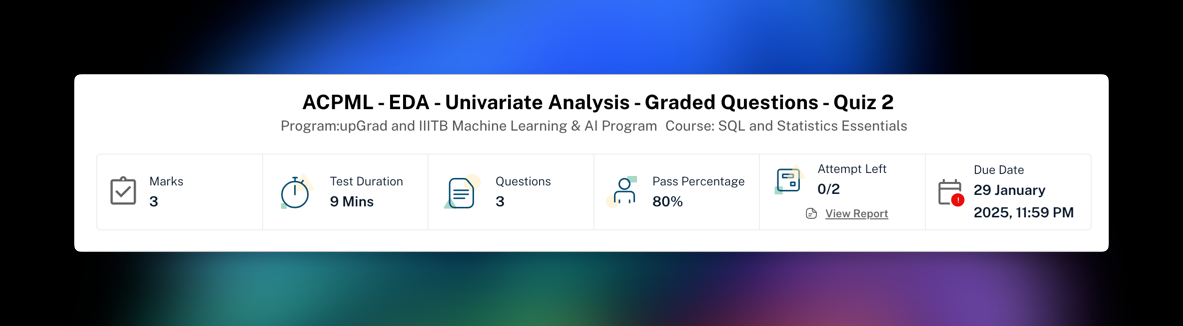 ACPML - EDA - Univariate Analysis - Graded Questions - Quiz 2
Program:upGrad and IIITB Machine Learning & AI Program Course: SQL and Statistics Essentials
Marks
3
Test Duration
9 Mins
Questions
3
Pass Percentage
80%
Attempt Left
0/2
View Report
Due Date
29 January
2025, 11:59 PM